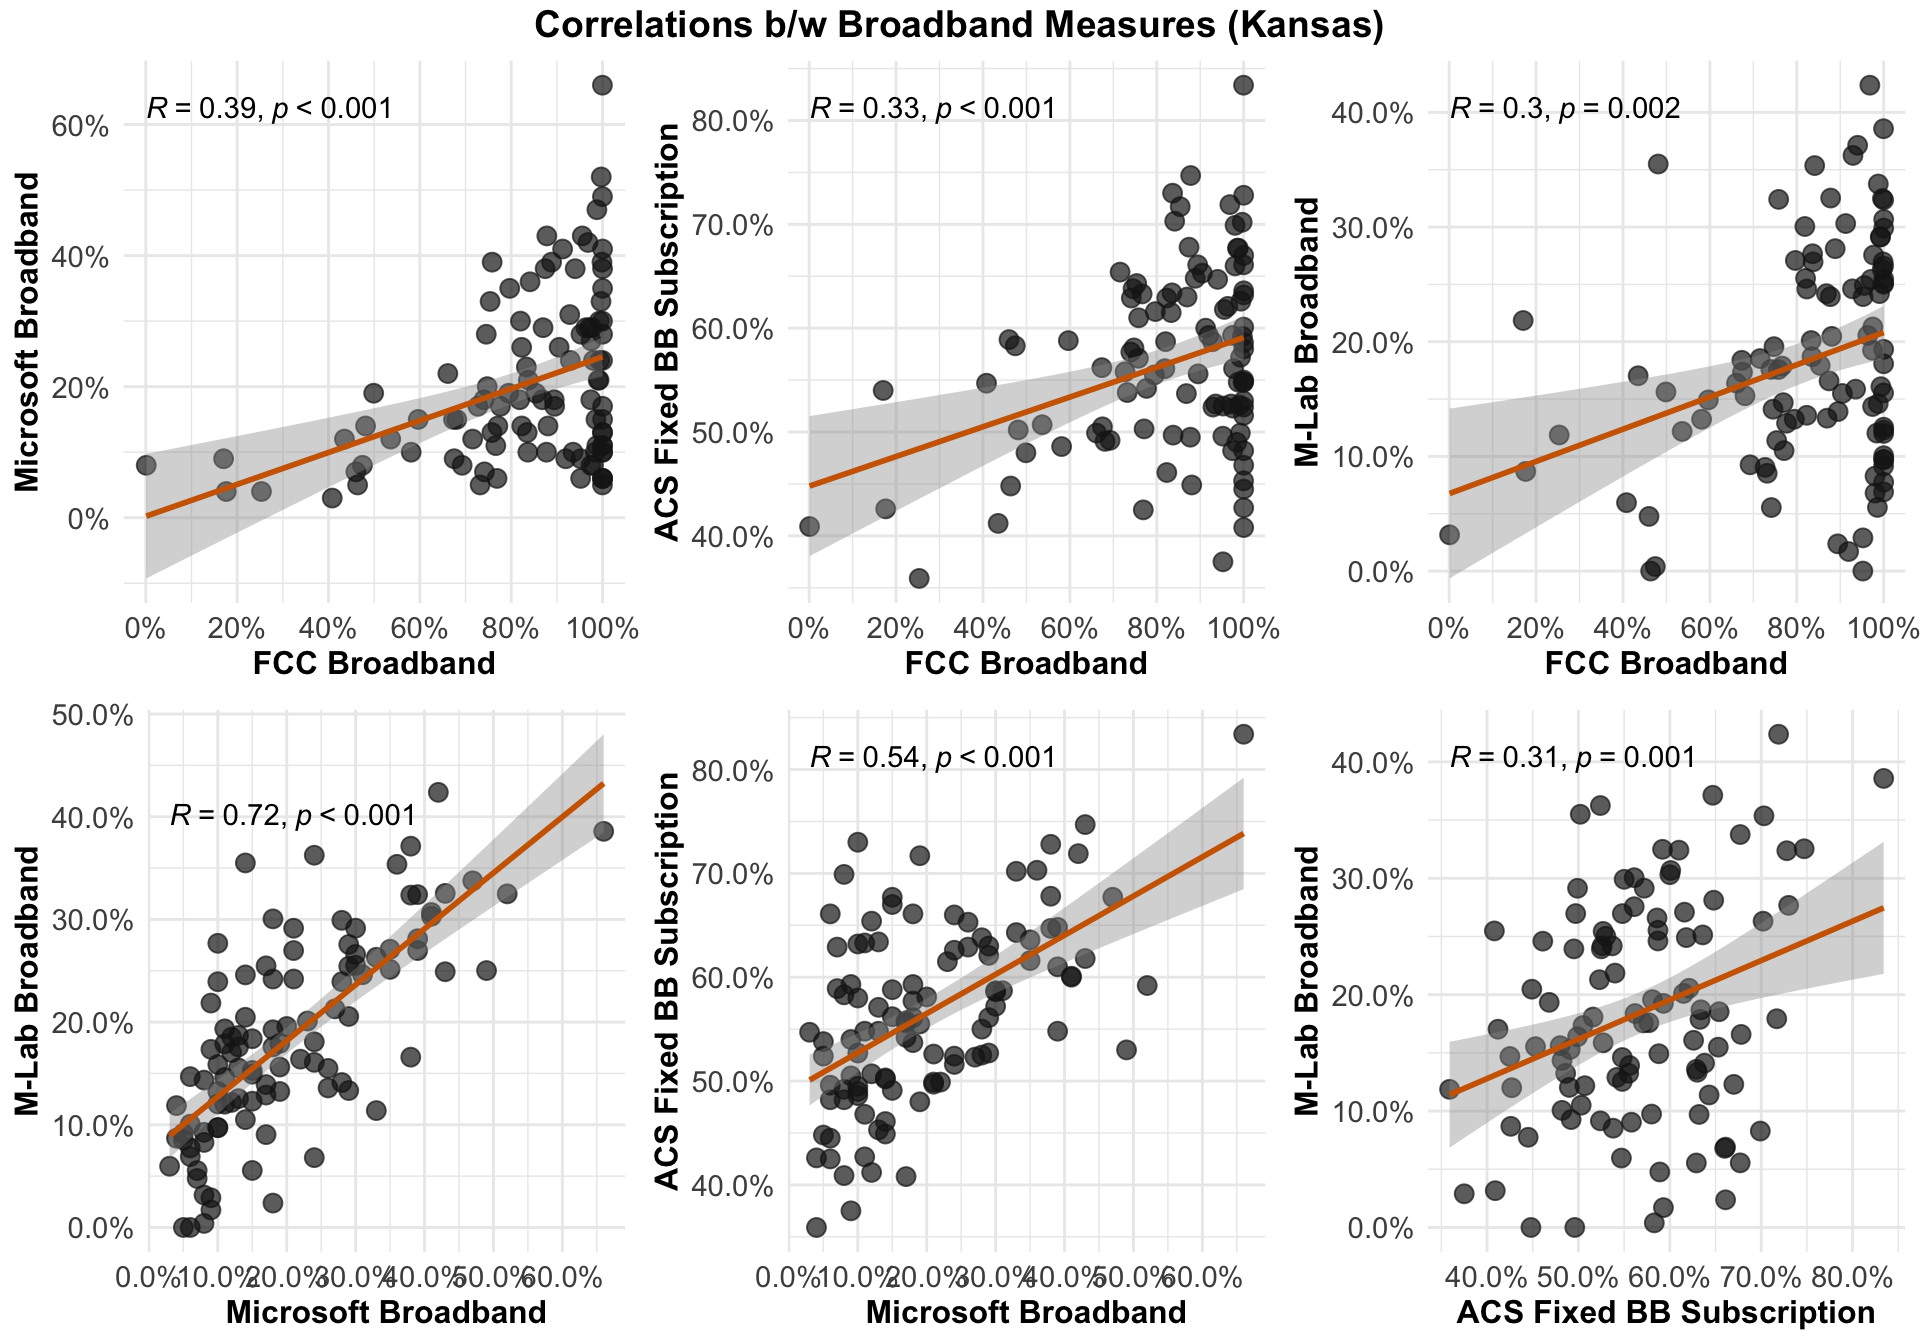 Correlations b/w Broadband Measures (Kansas)
R = 0.39, p < 0.001
60%
40%
20%
0%
Microsoft Broadband
0% 20% 40% 60% 80% 100%
FCC Broadband
R = 0.33, p < 0.001
80.0%
70.0%
60.0%
50.0%
40.0%
ACS Fixed BB Subscription
0% 20% 40% 60% 80% 100%
FCC Broadband
R = 0.3, p = 0.002
40.0%
30.0%
20.0%
10.0%
0.0%
M-Lab Broadband
0% 20% 40% 60% 80% 100%
FCC Broadband
R = 0.72, p < 0.001
50.0%
40.0%
30.0%
20.0%
10.0%
0.0%
M-Lab Broadband
0.0% 10.0% 20.0% 30.0% 40.0% 50.0% 60.0%
Microsoft Broadband
R = 0.54, p < 0.001
80.0%
70.0%
60.0%
50.0%
40.0%
ACS Fixed BB Subscription
0.0% 10.0% 20.0% 30.0% 40.0% 50.0% 60.0%
Microsoft Broadband
R = 0.31, p = 0.001
40.0%
30.0%
20.0%
10.0%
0.0%
M-Lab Broadband
40.0% 50.0% 60.0% 70.0% 80.0%
ACS Fixed BB Subscription